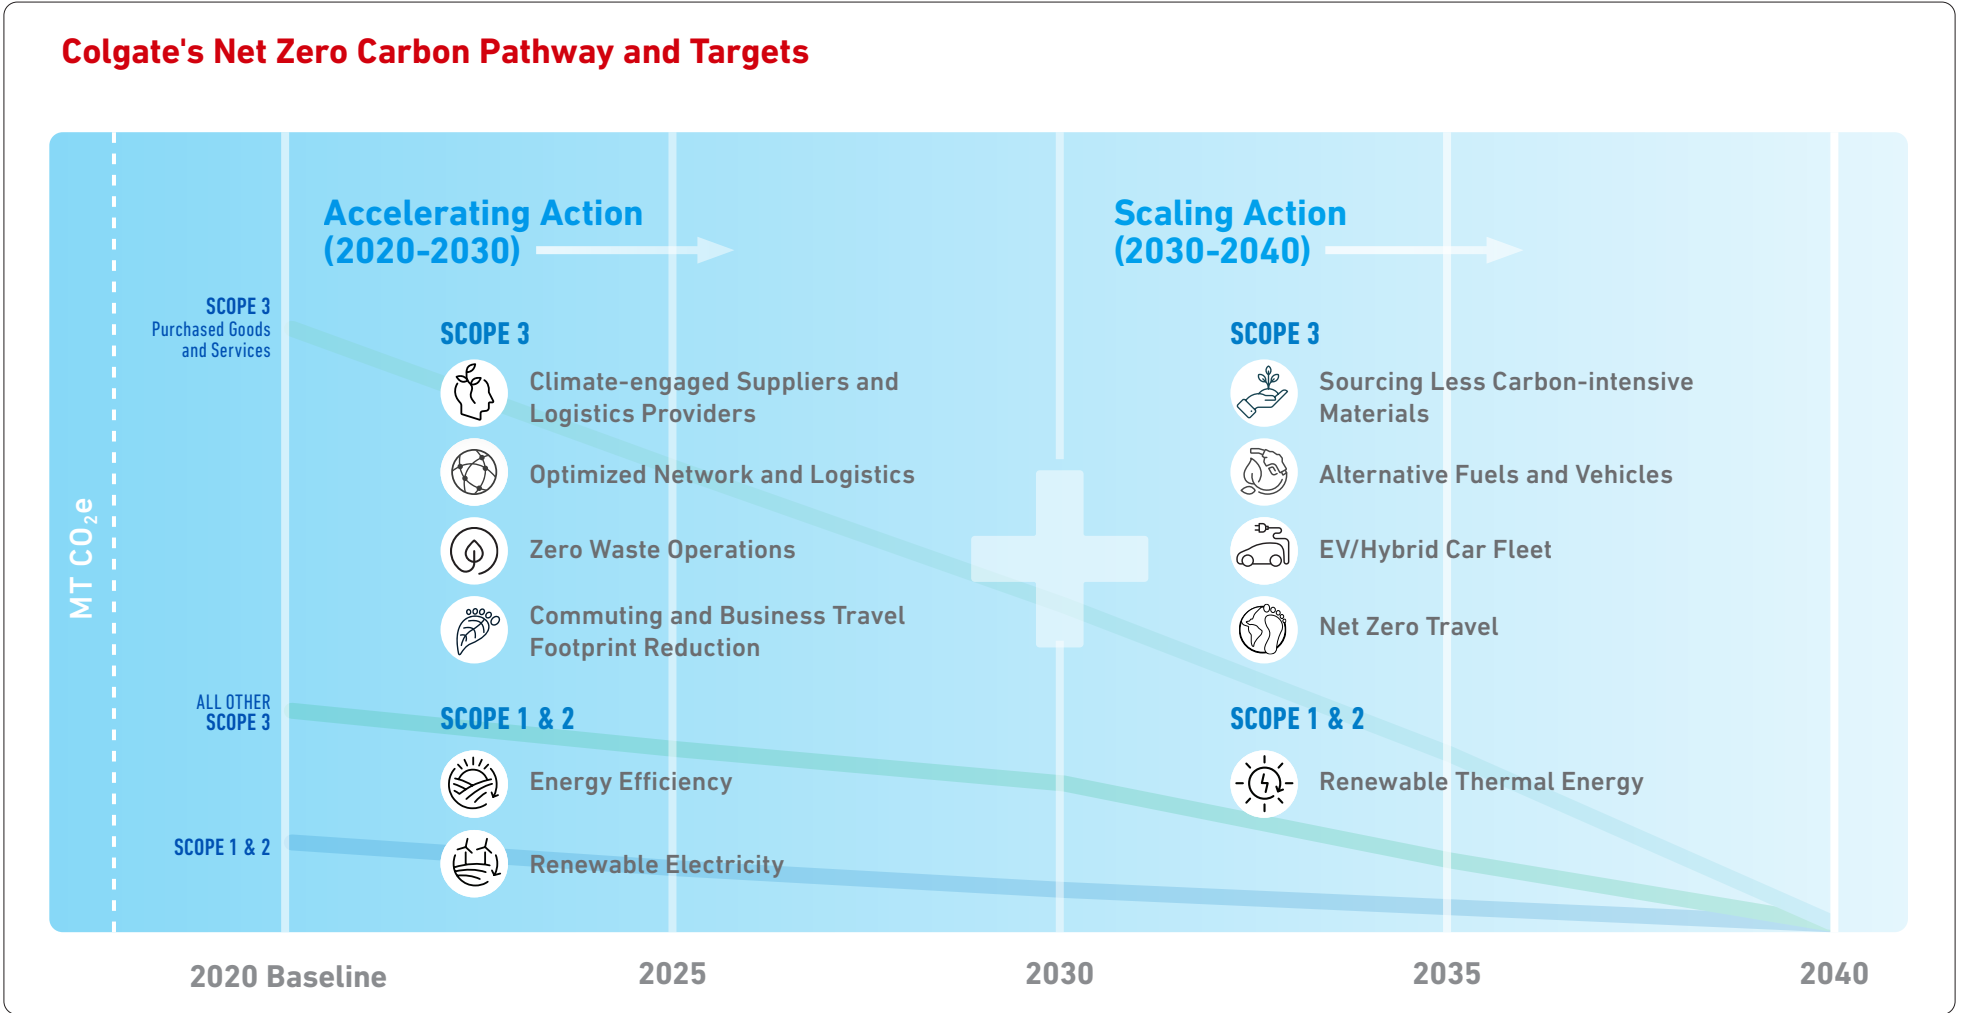 Colgate's Net Zero Carbon Pathway and Targets
MT CO₂e
Accelerating Action
(2020-2030)
Scaling Action
(2030-2040)
SCOPE 3
Purchased Goods
and Services
ALL OTHER
SCOPE 3
SCOPE 1 & 2
SCOPE 3
Climate-engaged Suppliers and
Logistics Providers
Optimized Network and Logistics
Zero Waste Operations
Commuting and Business Travel
Footprint Reduction
SCOPE 1 & 2
Energy Efficiency
Renewable Electricity
SCOPE 3
Sourcing Less Carbon-intensive
Materials
Alternative Fuels and Vehicles
EV/Hybrid Car Fleet
Net Zero Travel
SCOPE 1 & 2
Renewable Thermal Energy
2020 Baseline
2025
2030
2035
2040